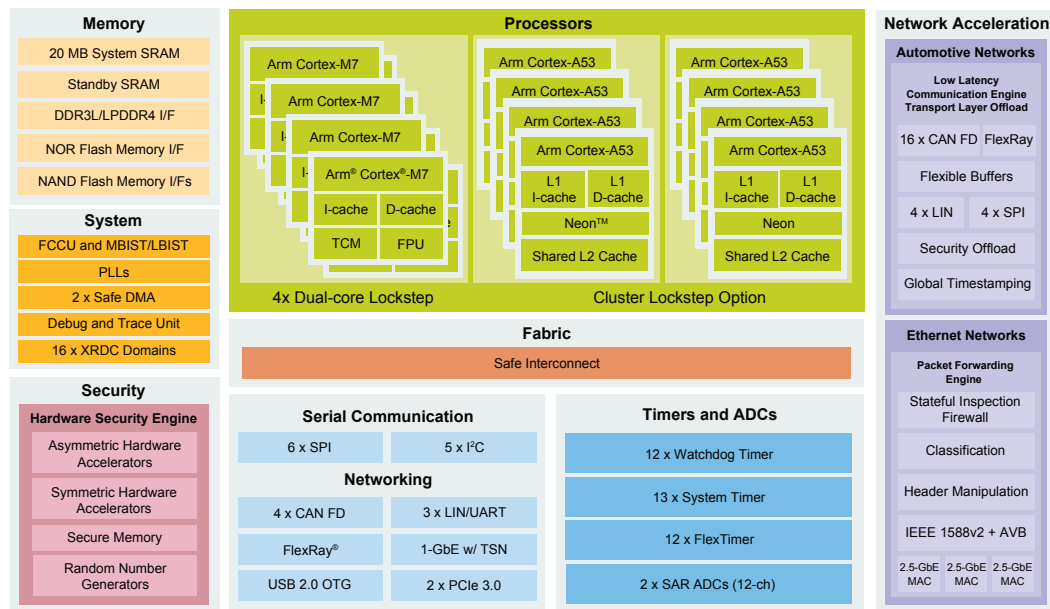 Memory
20 MB System SRAM
Standby SRAM
DDR3L/LPDDR4 I/F
NOR Flash Memory I/F
NAND Flash Memory I/Fs
System
FCCU and MBIST/LBIST
PLLs
2 x Safe DMA
Debug and Trace Unit
16 x XRDC Domains
Security
Hardware Security Engine
Asymmetric Hardware
Accelerators
Symmetric Hardware
Accelerators
Secure Memory
Random Number
Generators
Processors
Arm Cortex-M7
I-
Arm Cortex-M7
I-
Arm Cortex-M7
I-
Arm® Cortex®-M7
I-cache
D-cache
TCM
FPU
4x Dual-core Lockstep
Arm Cortex-A53
Arm Cortex-A53
Arm Cortex-A53
Arm Cortex-A53
L1
I-cache
L1
D-cache
Neon™
Shared L2 Cache
Arm Cortex-A53
Arm Cortex-A53
Arm Cortex-A53
Arm Cortex-A53
L1
I-cache
L1
D-cache
Neon
Shared L2 Cache
Cluster Lockstep Option
Fabric
Safe Interconnect
Serial Communication
6 x SPI
5 x I²C
Networking
4 x CAN FD
3 x LIN/UART
FlexRay®
1-GbE w/ TSN
USB 2.0 OTG
2 x PCIe 3.0
Timers and ADCs
12 x Watchdog Timer
13 x System Timer
12 x FlexTimer
2 x SAR ADCs (12-ch)
Network Acceleration
Automotive Networks
Low Latency
Communication Engine
Transport Layer Offload
16 x CAN FD
FlexRay
Flexible Buffers
4 x LIN
4 x SPI
Security Offload
Global Timestamping
Ethernet Networks
Packet Forwarding
Engine
Stateful Inspection
Firewall
Classification
Header Manipulation
IEEE 1588v2 + AVB
2.5-GbE
MAC
2.5-GbE
MAC
2.5-GbE
MAC